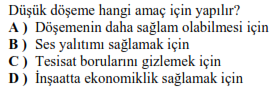 Düşük döşeme hangi amaç için yapılır?
A ) Döşemenin daha sağlam olabilmesi için
B ) Ses yalıtımı sağlamak için
C ) Tesisat borularını gizlemek için
D ) İnşaatta ekonomiklik sağlamak için